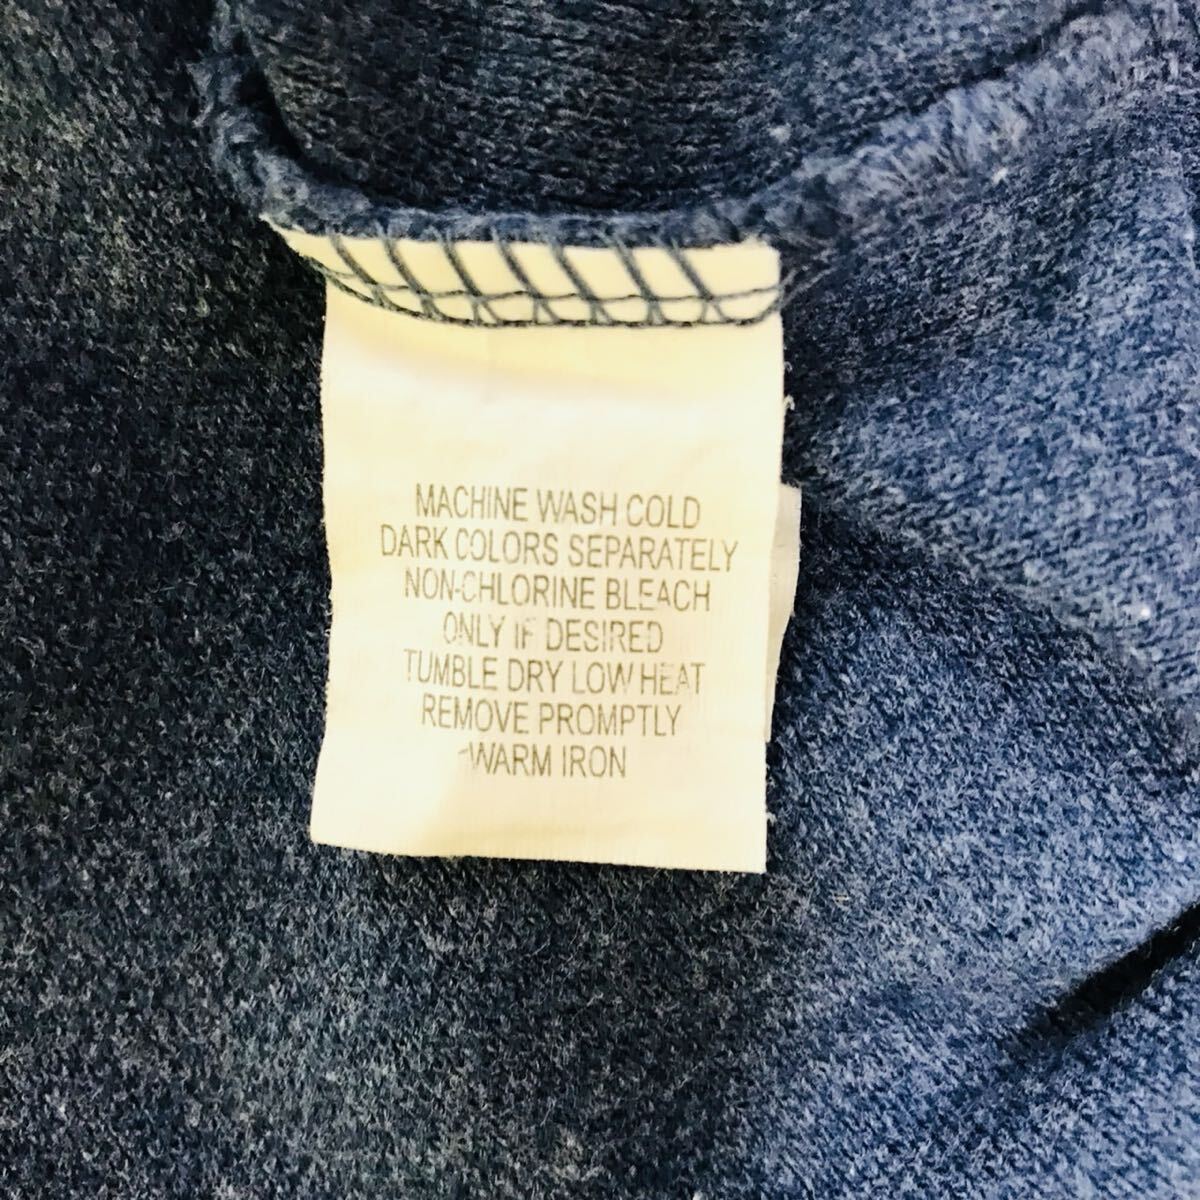 MACHINE WASH COLD
DARK COLORS SEPARATELY
NON-CHLORINE BLEACH
ONLY IF DESIRED
TUMBLE DRY LOW HEAT
REMOVE PROMPTLY
WARM IRON